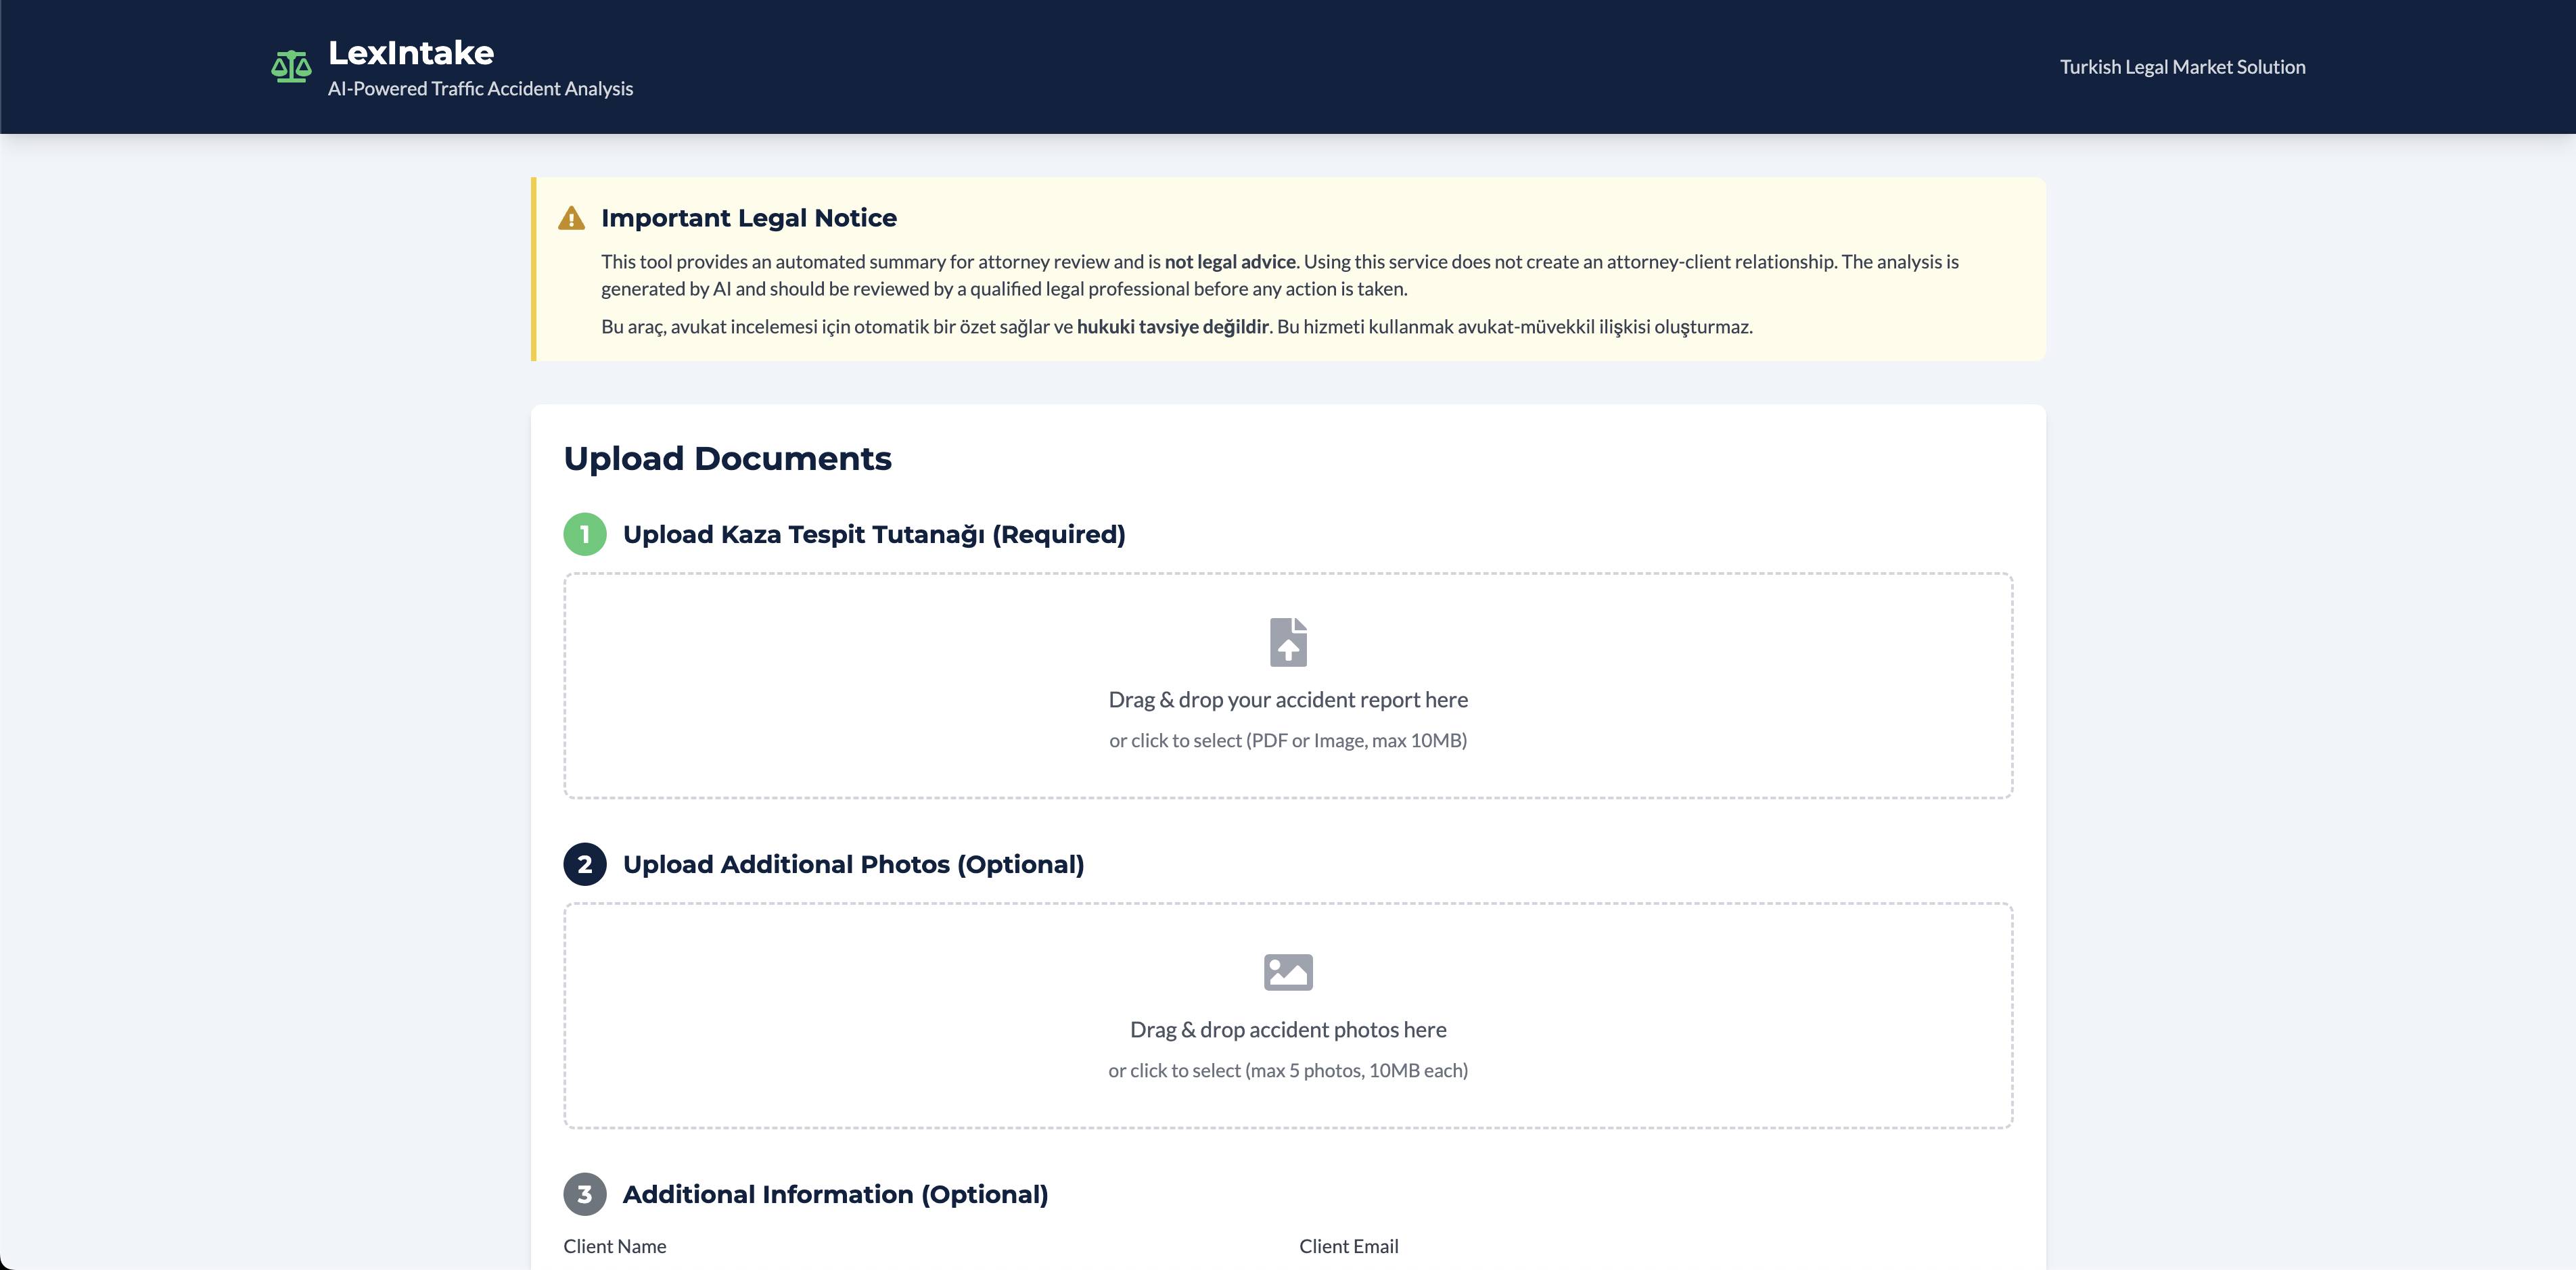 LexIntake
AI-Powered Traffic Accident Analysis
Turkish Legal Market Solution
Important Legal Notice
This tool provides an automated summary for attorney review and is not legal advice. Using this service does not create an attorney-client relationship. The analysis is
generated by AI and should be reviewed by a qualified legal professional before any action is taken.
Bu araç, avukat incelemesi için otomatik bir özet sağlar ve hukuki tavsiye değildir. Bu hizmeti kullanmak avukat-müvekkil ilişkisi oluşturmaz.
Upload Documents
1 Upload Kaza Tespit Tutanağı (Required)
Drag & drop your accident report here
or click to select (PDF or Image, max 10MB)
2 Upload Additional Photos (Optional)
Drag & drop accident photos here
or click to select (max 5 photos, 10MB each)
3 Additional Information (Optional)
Client Name
Client Email